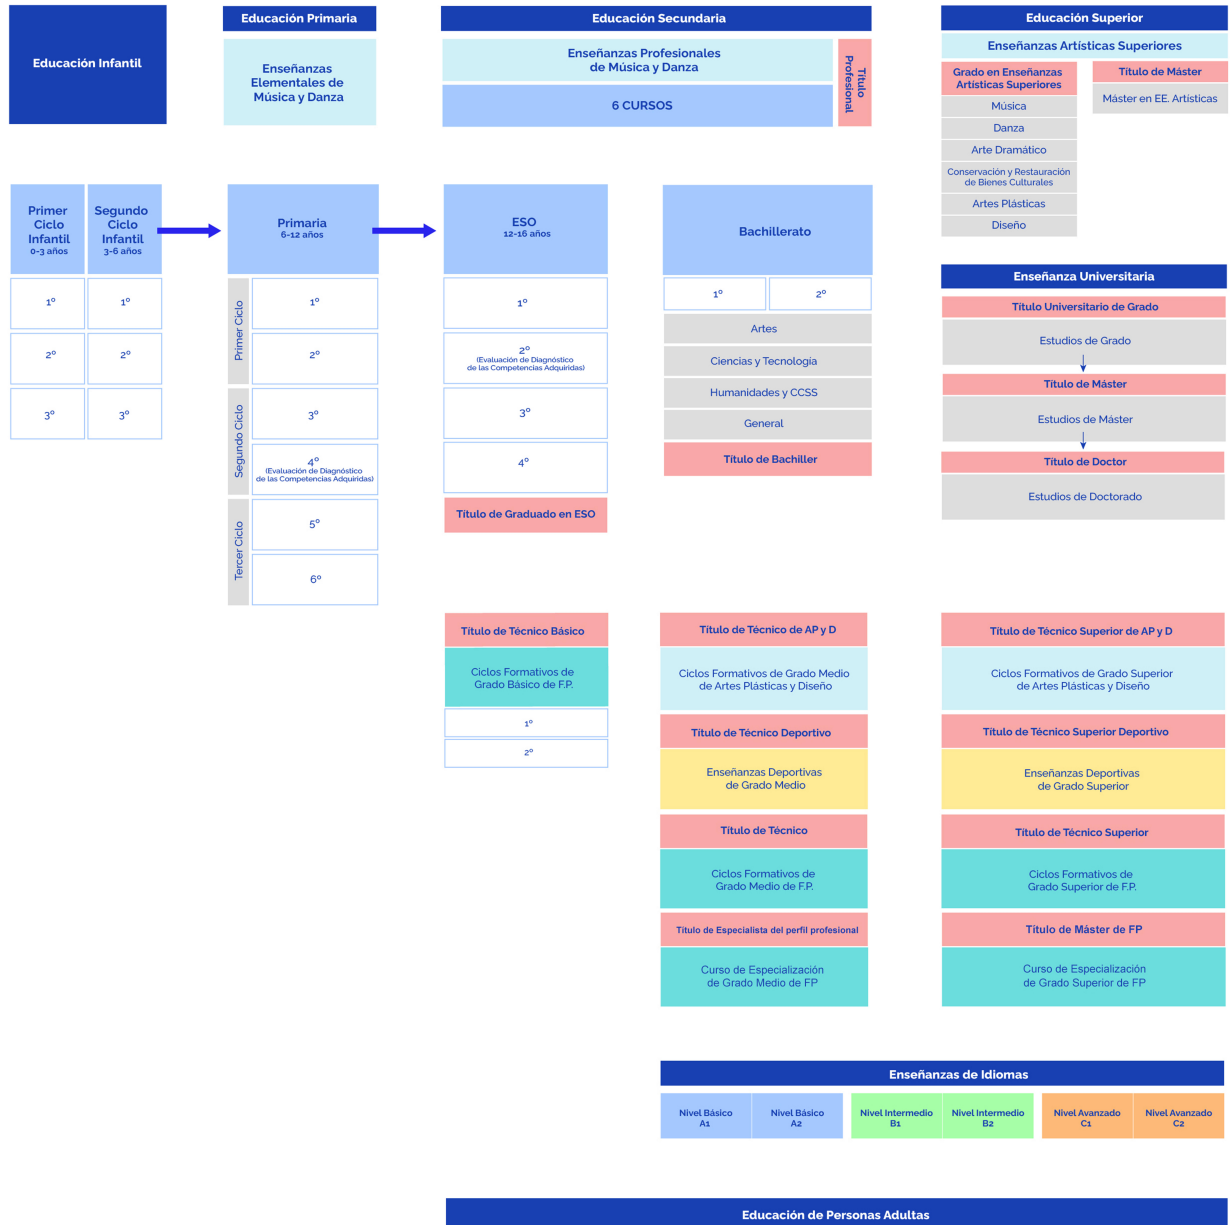 Educación Infantil
Educación Primaria
Enseñanzas
Elementales de
Música y Danza
Educación Secundaria
Enseñanzas Profesionales
de Música y Danza
6 CURSOS
Título
Profesional
Educación Superior
Enseñanzas Artísticas Superiores
Grado en Enseñanzas
Artísticas Superiores
Música
Danza
Arte Dramático
Conservación y Restauración
de Bienes Culturales
Artes Plásticas
Diseño
Título de Máster
Máster en EE. Artísticas
Primer
Ciclo
Infantil
0-3 años
1º
2º
3º
Segundo
Ciclo
Infantil
3-6 años
1º
2º
3º
Primaria
6-12 años
Primer Ciclo
1º
2º
Segundo Ciclo
3º
4º
(Evaluación de Diagnóstico
de las Competencias Adquiridas)
Tercer Ciclo
5º
6º
ESO
12-16 años
1º
2º
(Evaluación de Diagnóstico
de las Competencias Adquiridas)
3º
4º
Título de Graduado en ESO
Bachillerato
1º
2º
Artes
Ciencias y Tecnología
Humanidades y CCSS
General
Título de Bachiller
Enseñanza Universitaria
Título Universitario de Grado
Estudios de Grado
Título de Máster
Estudios de Máster
Título de Doctor
Estudios de Doctorado
Título de Técnico Básico
Ciclos Formativos de
Grado Básico de F.P.
1º
2º
Título de Técnico de AP y D
Ciclos Formativos de Grado Medio
de Artes Plásticas y Diseño
Título de Técnico Deportivo
Enseñanzas Deportivas
de Grado Medio
Título de Técnico
Ciclos Formativos de
Grado Medio de F.P.
Título de Especialista del perfil profesional
Curso de Especialización
de Grado Medio de FP
Título de Técnico Superior de AP y D
Ciclos Formativos de Grado Superior
de Artes Plásticas y Diseño
Título de Técnico Superior Deportivo
Enseñanzas Deportivas
de Grado Superior
Título de Técnico Superior
Ciclos Formativos de
Grado Superior de F.P.
Título de Máster de FP
Curso de Especialización
de Grado Superior de FP
Enseñanzas de Idiomas
Nivel Básico
A1
Nivel Básico
A2
Nivel Intermedio
B1
Nivel Intermedio
B2
Nivel Avanzado
C1
Nivel Avanzado
C2
Educación de Personas Adultas